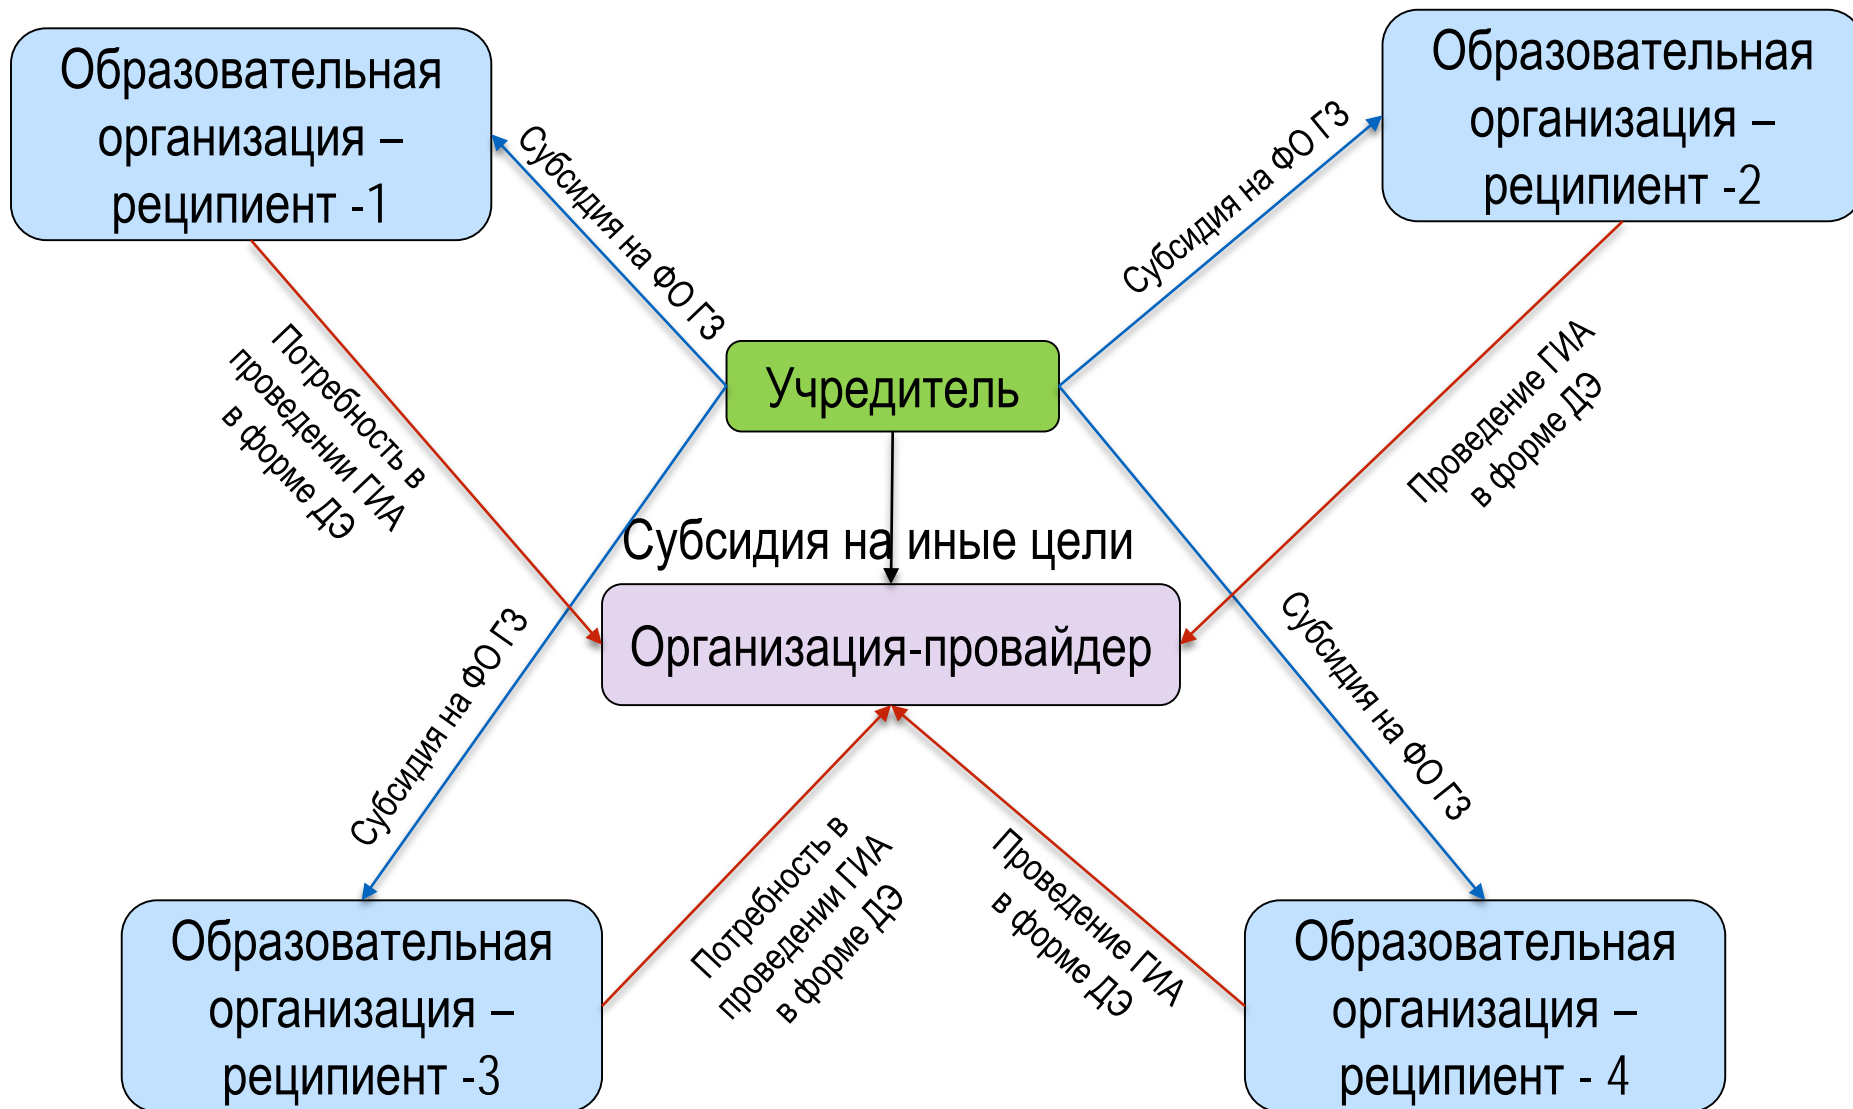 Образовательная
организация –
реципиент -1
Образовательная
организация –
реципиент -2
Субсидия на ФО ГЗ
Субсидия на ФО ГЗ
Потребность в
проведении ГИА
в форме ДЭ
Учредитель
Проведение ГИА
в форме ДЭ
Субсидия на иные цели
Организация-провайдер
Субсидия на ФО ГЗ
Субсидия на ФО ГЗ
Потребность в
проведении ГИА
в форме ДЭ
Проведение ГИА
в форме ДЭ
Образовательная
организация –
реципиент -3
Образовательная
организация –
реципиент - 4